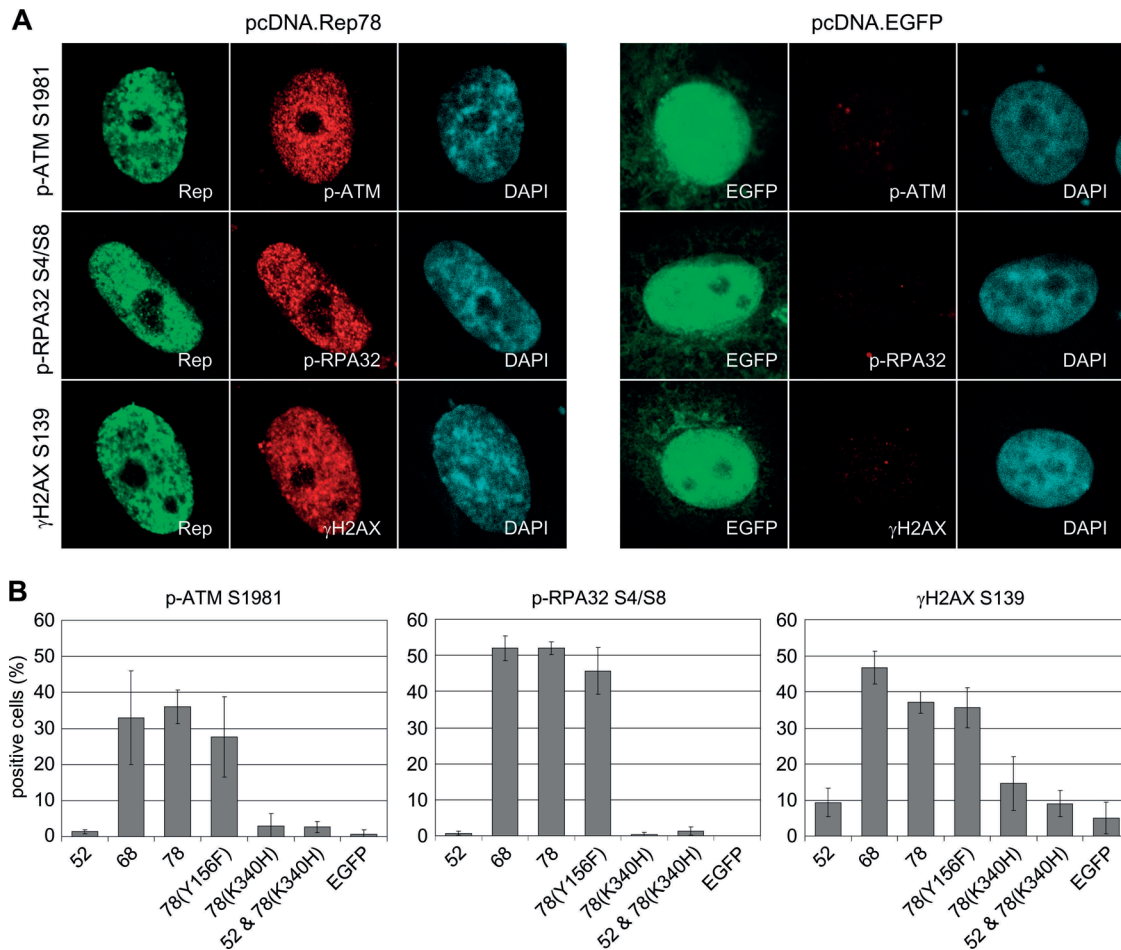 A
pcDNA.Rep78
pcDNA.EGFP
p-ATM S1981
Rep
p-ATM
DAPI
EGFP
p-ATM
DAPI
p-RPA32 S4/S8
Rep
p-RPA32
DAPI
EGFP
p-RPA32
DAPI
γH2AX S139
Rep
γH2AX
DAPI
EGFP
γH2AX
DAPI
B
p-ATM S1981
positive cells (%)
60
50
40
30
20
10
0
52
68
78
78(Y156F)
78(K340H)
52 & 78(K340H)
EGFP
p-RPA32 S4/S8
60
50
40
30
20
10
0
52
68
78
78(Y156F)
78(K340H)
52 & 78(K340H)
EGFP
γH2AX S139
60
50
40
30
20
10
0
52
68
78
78(Y156F)
78(K340H)
52 & 78(K340H)
EGFP